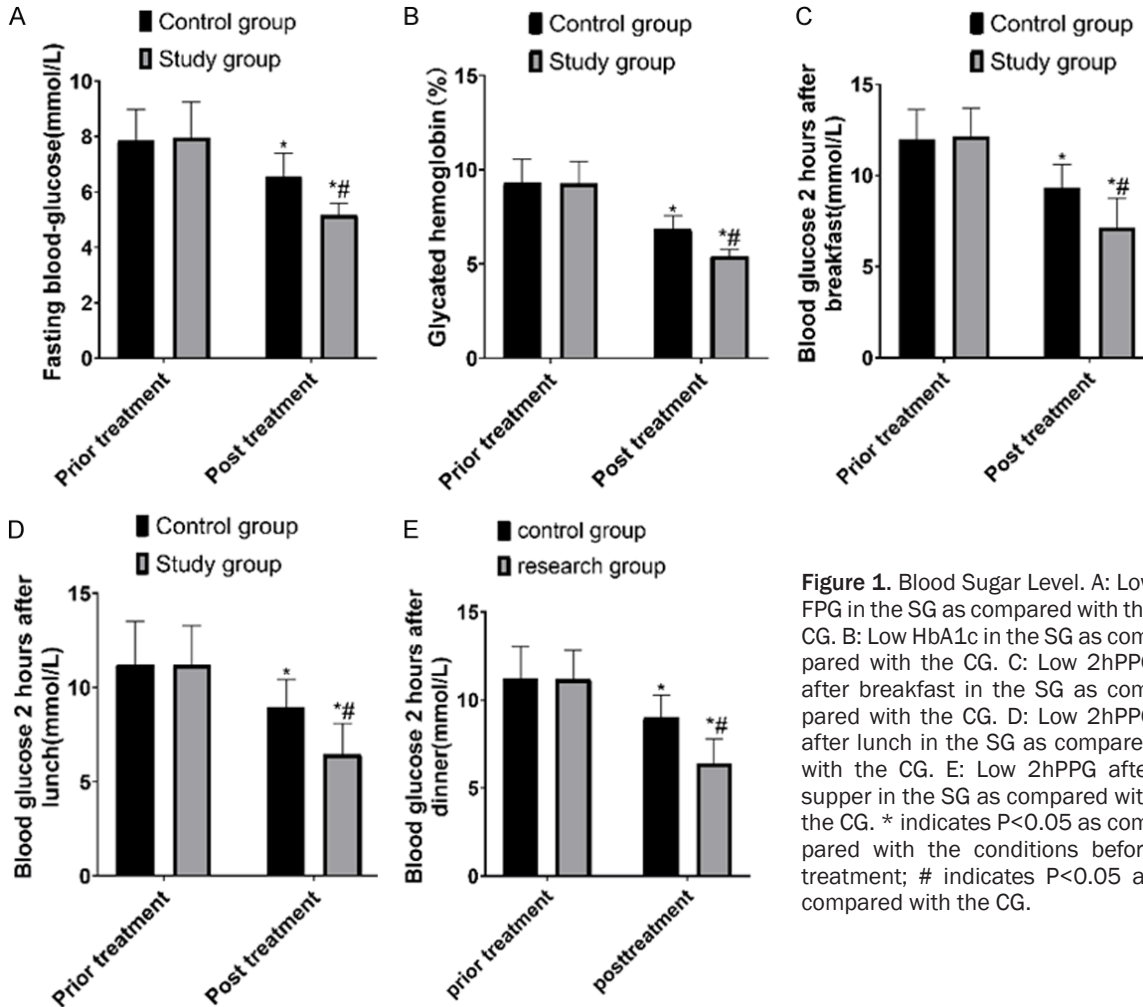 A
Control group
Study group
Fasting blood-glucose(mmol/L)
10
8
6
4
2
0
*
*#
Prior treatment
Post treatment
B
Control group
Study group
Glycated hemoglobin(%)
15
10
5
0
*
*#
Prior treatment
Post treatment
C
Control group
Study group
Blood glucose 2 hours after
breakfast(mmol/L)
15
10
5
0
*
*#
Prior treatment
Post treatment
D
Control group
Study group
Blood glucose 2 hours after
lunch(mmol/L)
15
10
5
0
*
*#
Prior treatment
Post treatment
E
control group
research group
Blood glucose 2 hours after
dinner(mmol/L)
15
10
5
0
*
*#
prior treatment
posttreatment
Figure 1. Blood Sugar Level. A: Low
FPG in the SG as compared with the
CG. B: Low HbA1c in the SG as com
pared with the CG. C: Low 2hPPG
after breakfast in the SG as com
pared with the CG. D: Low 2hPPG
after lunch in the SG as compared
with the CG. E: Low 2hPPG afte
supper in the SG as compared wit
the CG. * indicates P<0.05 as com
pared with the conditions befor
treatment; # indicates P<0.05 a
compared with the CG.